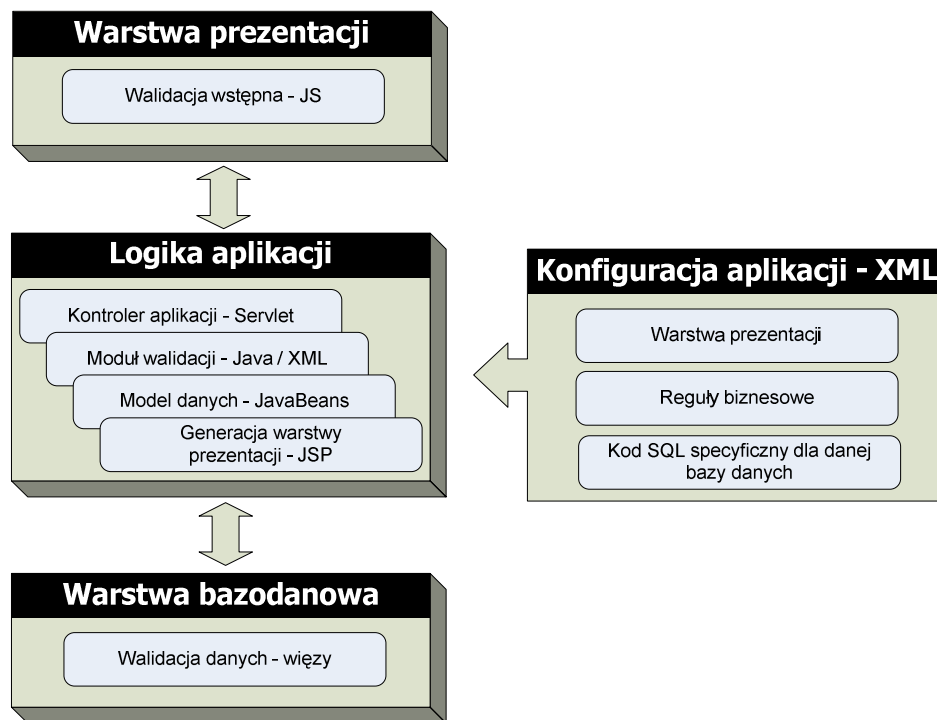 Warstwa prezentacji
Walidacja wstępna - JS
Logika aplikacji
Kontroler aplikacji - Servlet
Moduł walidacji - Java / XML
Model danych - JavaBeans
Generacja warstwy
prezentacji - JSP
Konfiguracja aplikacji - XML
Warstwa prezentacji
Reguły biznesowe
Kod SQL specyficzny dla danej
bazy danych
Warstwa bazodanowa
Walidacja danych - więzy